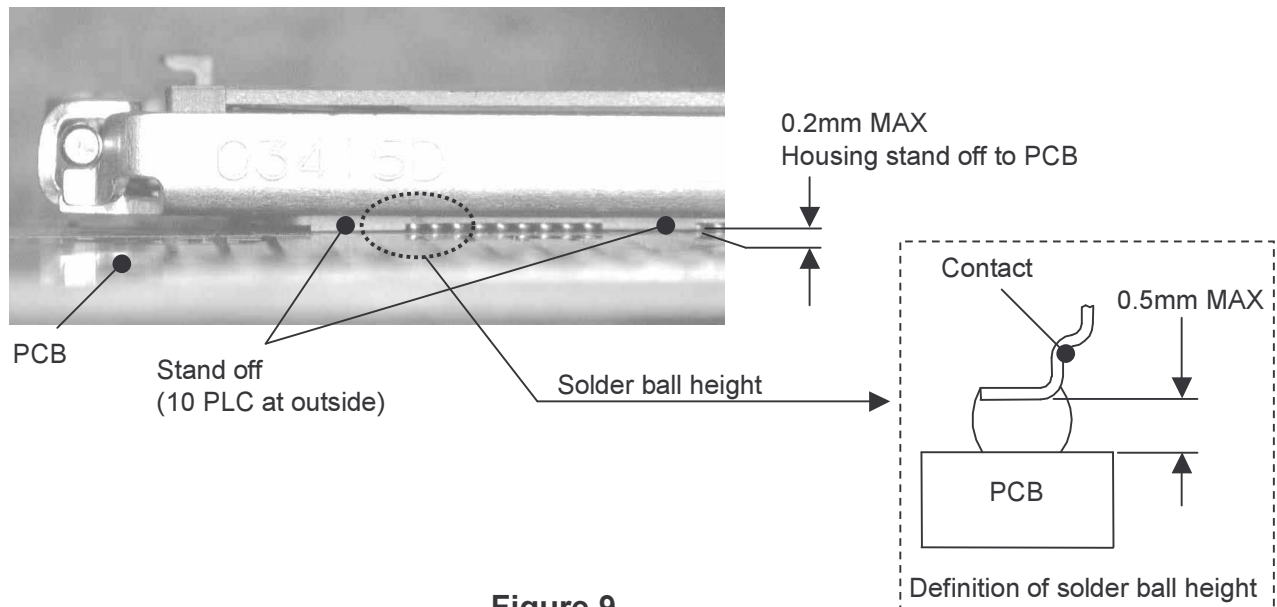 03415D
0.2mm MAX
Housing stand off to PCB
Contact
0.5mm MAX
PCB
Stand off
(10 PLC at outside)
Solder ball height
PCB
Definition of solder ball height
Figure 9